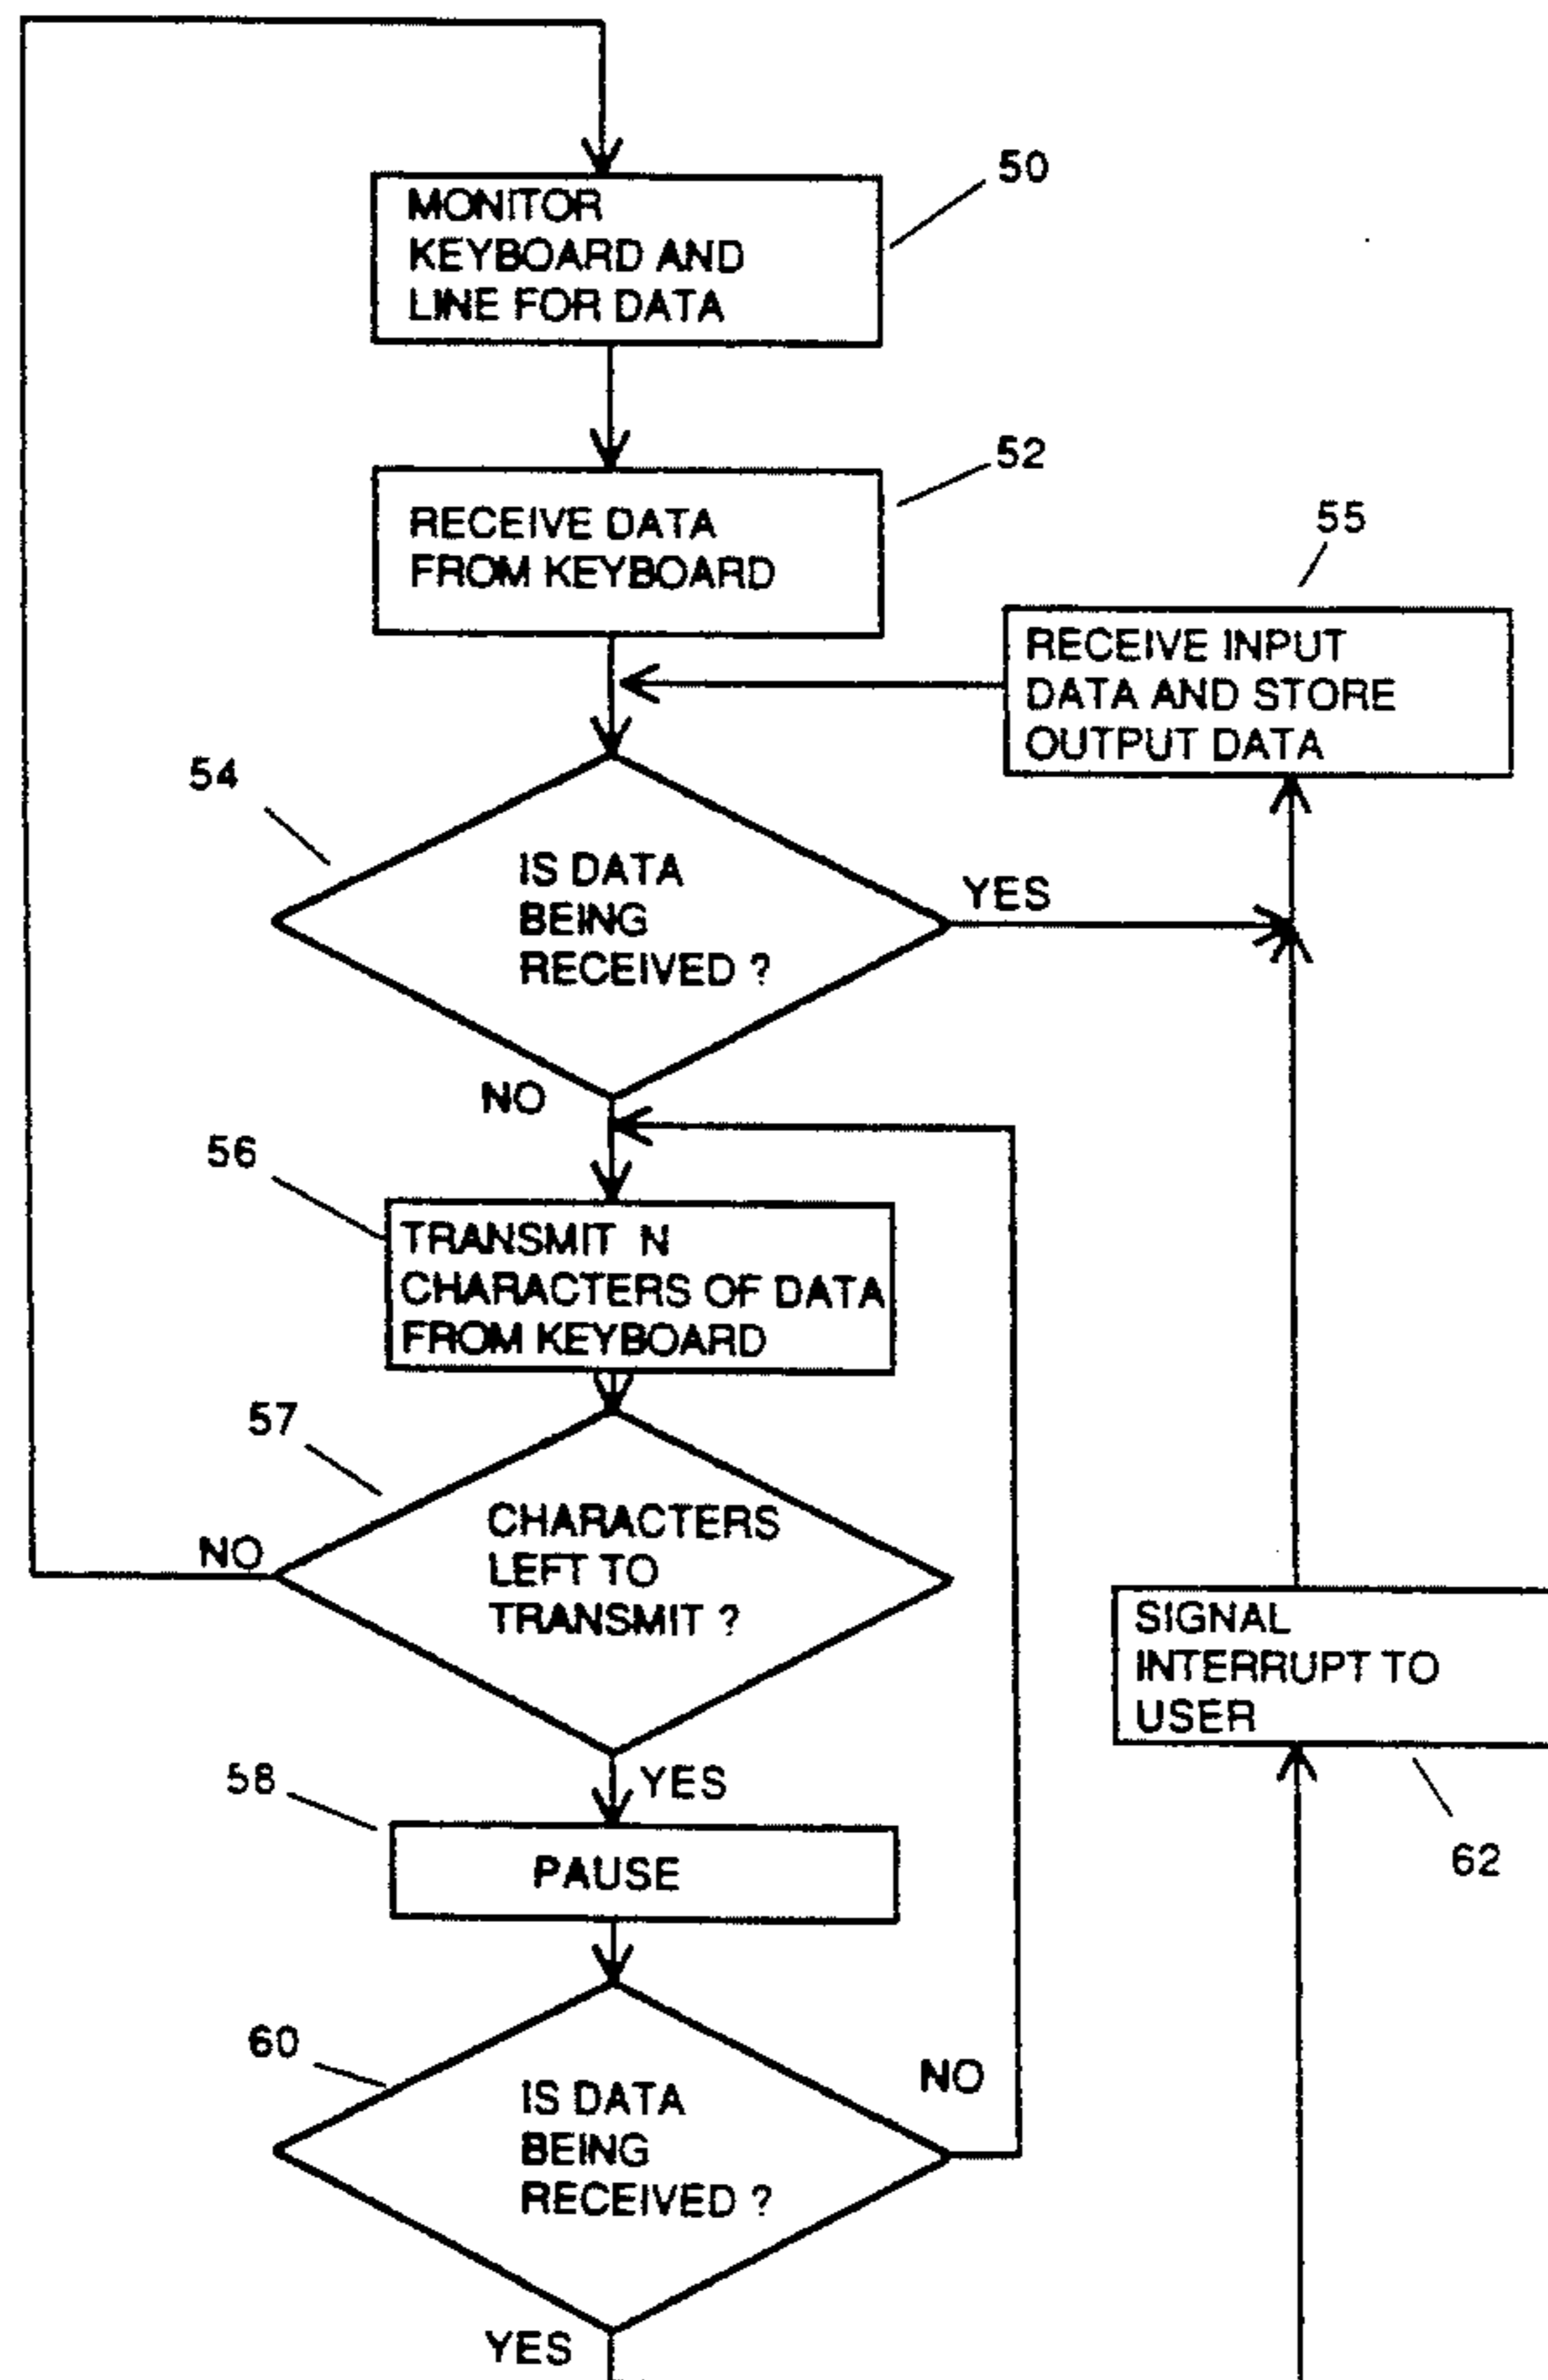 50
MONITOR
KEYBOARD AND
LINE FOR DATA
52
RECEIVE DATA
FROM KEYBOARD
55
RECEIVE INPUT
DATA AND STORE
OUTPUT DATA
54
IS DATA
BEING
RECEIVED ?
YES
NO
56
TRANSMIT N
CHARACTERS OF DATA
FROM KEYBOARD
57
CHARACTERS
LEFT TO
TRANSMIT ?
NO
YES
SIGNAL
INTERRUPT TO
USER
62
58
PAUSE
60
IS DATA
BEING
RECEIVED ?
NO
YES